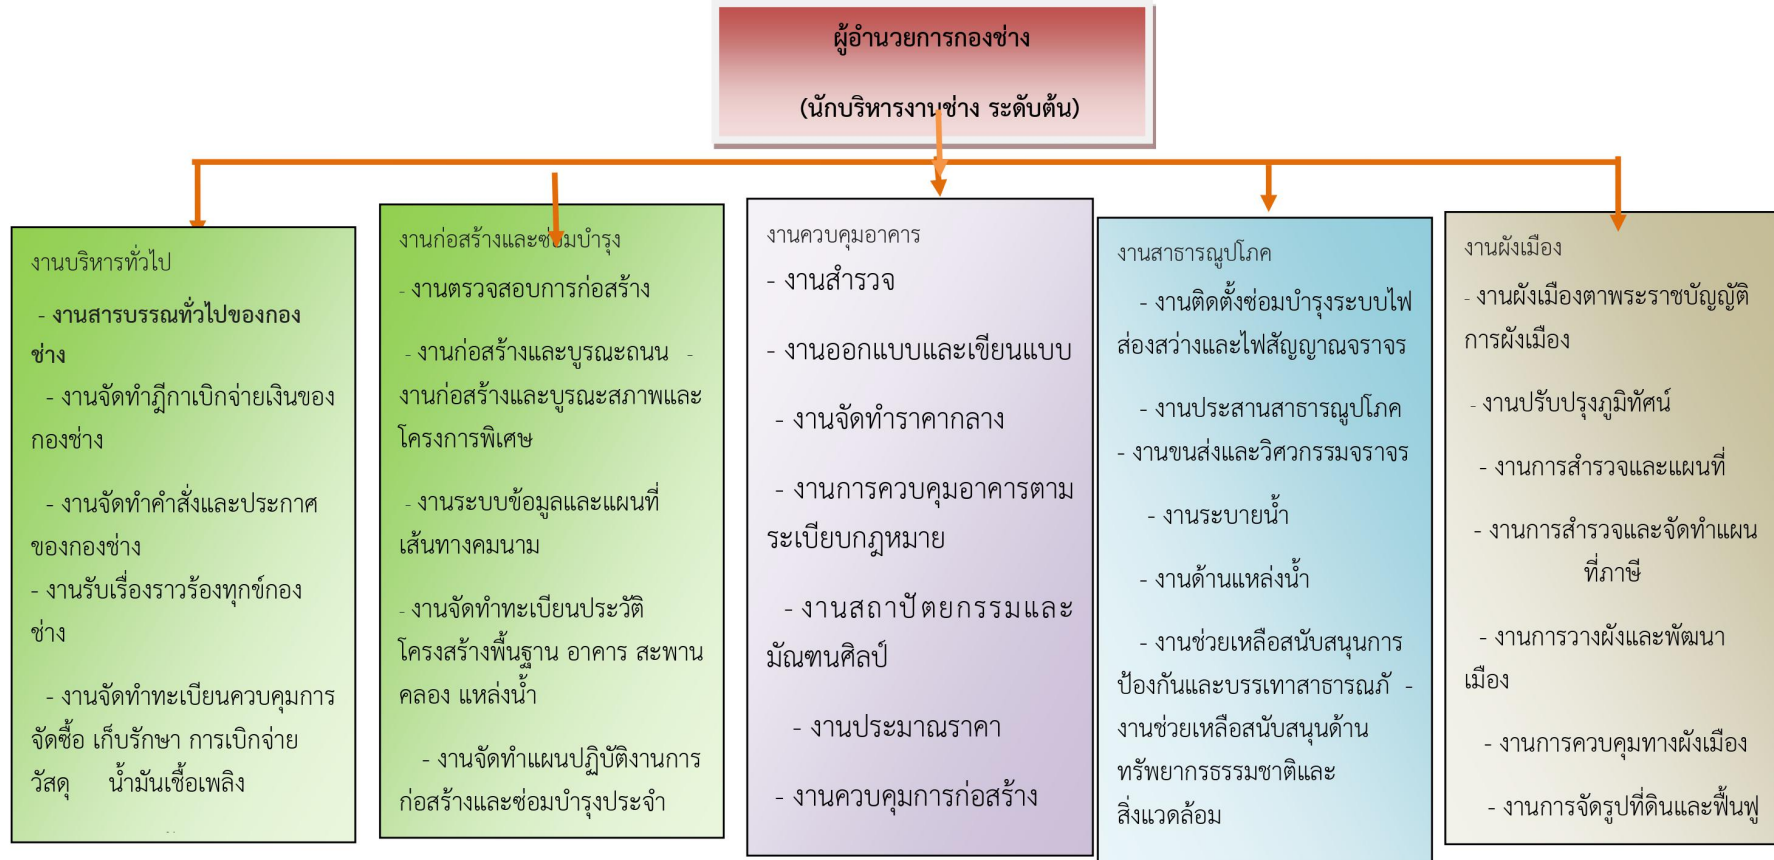 ผู้อำนวยการกองช่าง
(นักบริหารงานช่าง ระดับต้น)
งานบริหารทั่วไป
- งานสารบรรณทั่วไปของกอง
ช่าง
- งานจัดทำฎีกาเบิกจ่ายเงินของ
กองช่าง
- งานจัดทำคำสั่งและประกาศ
ของกองช่าง
- งานรับเรื่องราวร้องทุกข์กอง
ช่าง
- งานจัดทำทะเบียนควบคุมการ
จัดซื้อ เก็บรักษา การเบิกจ่าย
วัสดุ น้ำมันเชื้อเพลิง
งานก่อสร้างและซ่อมบำรุง
- งานตรวจสอบการก่อสร้าง
- งานก่อสร้างและบูรณะถนน -
งานก่อสร้างและบูรณะสภาพและ
โครงการพิเศษ
- งานระบบข้อมูลและแผนที่
เส้นทางคมนาม
- งานจัดทำทะเบียนประวัติ
โครงสร้างพื้นฐาน อาคาร สะพาน
คลอง แหล่งน้ำ
- งานจัดทำแผนปฏิบัติงานการ
ก่อสร้างและซ่อมบำรุงประจำ
งานควบคุมอาคาร
- งานสำรวจ
- งานออกแบบและเขียนแบบ
- งานจัดทำราคากลาง
- งานการควบคุมอาคารตาม
ระเบียบกฎหมาย
- งานสถาปัตยกรรมและ
มัณฑนศิลป์
- งานประมาณราคา
- งานควบคุมการก่อสร้าง
งานสาธารณูปโภค
- งานติดตั้งซ่อมบำรุงระบบไฟ
ส่องสว่างและไฟสัญญาณจราจร
- งานประสานสาธารณูปโภค
- งานขนส่งและวิศวกรรมจราจร
- งานระบายน้ำ
- งานด้านแหล่งน้ำ
- งานช่วยเหลือสนับสนุนการ
ป้องกันและบรรเทาสาธารณภั -
งานช่วยเหลือสนับสนุนด้าน
ทรัพยากรธรรมชาติและ
สิ่งแวดล้อม
งานผังเมือง
- งานผังเมืองตาพระราชบัญญัติ
การผังเมือง
- งานปรับปรุงภูมิทัศน์
- งานการสำรวจและแผนที่
- งานการสำรวจและจัดทำแผน
ที่ภาษี
- งานการวางผังและพัฒนา
เมือง
- งานการควบคุมทางผังเมือง
- งานการจัดรูปที่ดินและฟื้นฟู